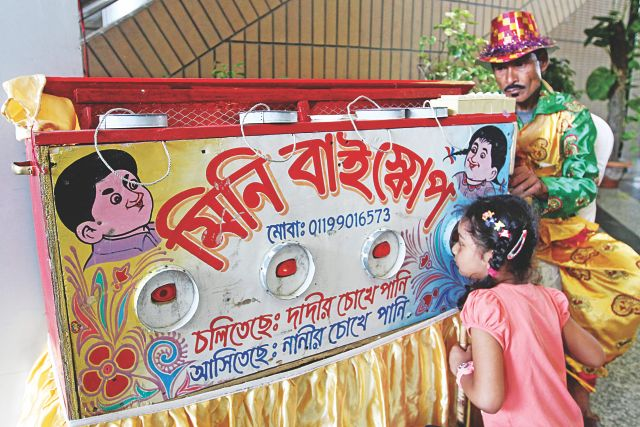 মিনি বাইস্কোপ
মোবাঃ 01199016573
চলিতেছেঃ দাদীর চোখে পানি
আসিতেছেঃ নানীর চোখে পানি